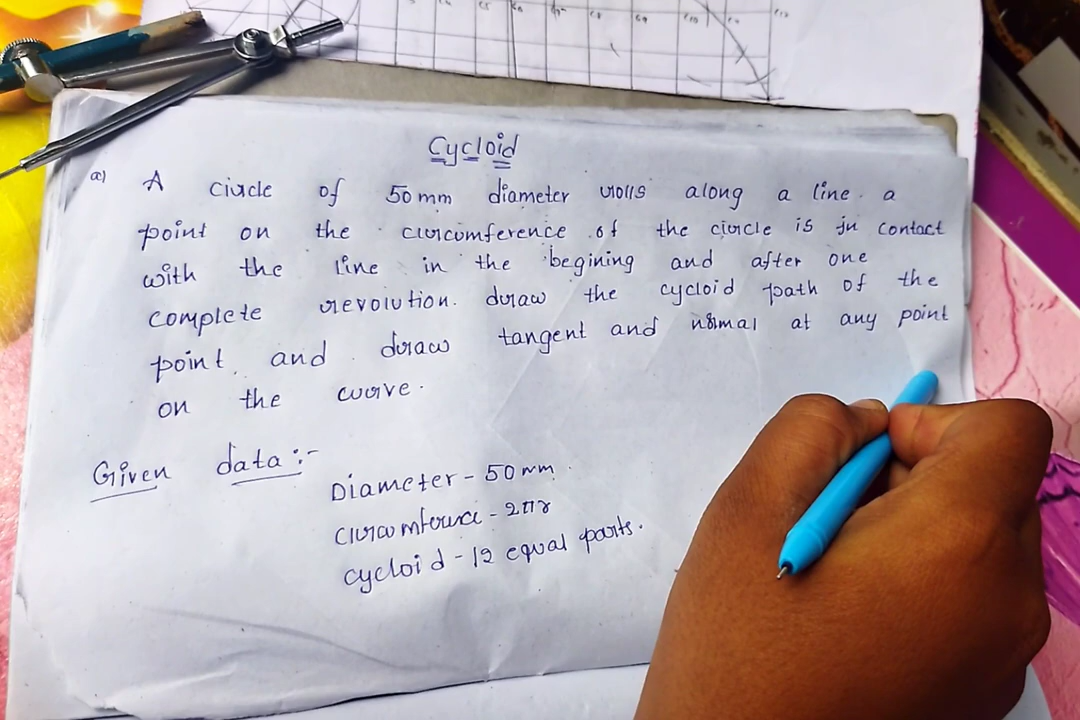 Cycloid
a) A circle of 50mm diameter rolls along a line. a
point on the circumference of the circle is in contact
with the line in the begining and after one
complete revolution. draw the cycloid path of the
point, and draw tangent and normal at any point
on the curve.
Given data :-
Diameter - 50 mm.
circumference - 2πr
cycloid - 12 equal parts.